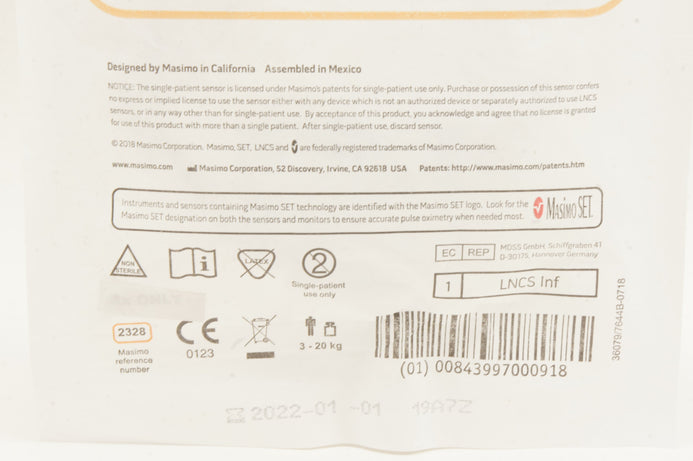 Designed by Masimo in California Assembled in Mexico
NOTICE: The single-patient sensor is licensed under Masimo's patents for single-patient use only. Purchase or possession of this sensor confers
no express or implied license to use the sensor either with any device which is not an authorized device or separately authorized to use LNCS
sensors, or in any way other than for single-patient use. By acceptance of this product, you acknowledge and agree that no license is granted
for use of this product with more than a single patient. After single-patient use, discard sensor.
© 2018 Masimo Corporation. Masimo, SET, LNCS and are federally registered trademarks of Masimo Corporation.
www.masimo.com Masimo Corporation, 52 Discovery, Irvine, CA 92618 USA Patents: http://www.masimo.com/patents.htm
Instruments and sensors containing Masimo SET technology are identified with the Masimo SET logo. Look for the
Masimo SET designation on both the sensors and monitors to ensure accurate pulse oximetry when needed most.
Masimo SET.
NON
STERILE
i
LATEX
2
Single-patient
use only
EC REP
MDSS GmbH, Schiffgraben 41
D-30175, Hannover Germany
1 LNCS Inf
2328
Masimo
reference
number
CE
0123
3 - 20 kg
(01) 00843997000918
36079/7644B-0718
2022-01 -01 19A7Z